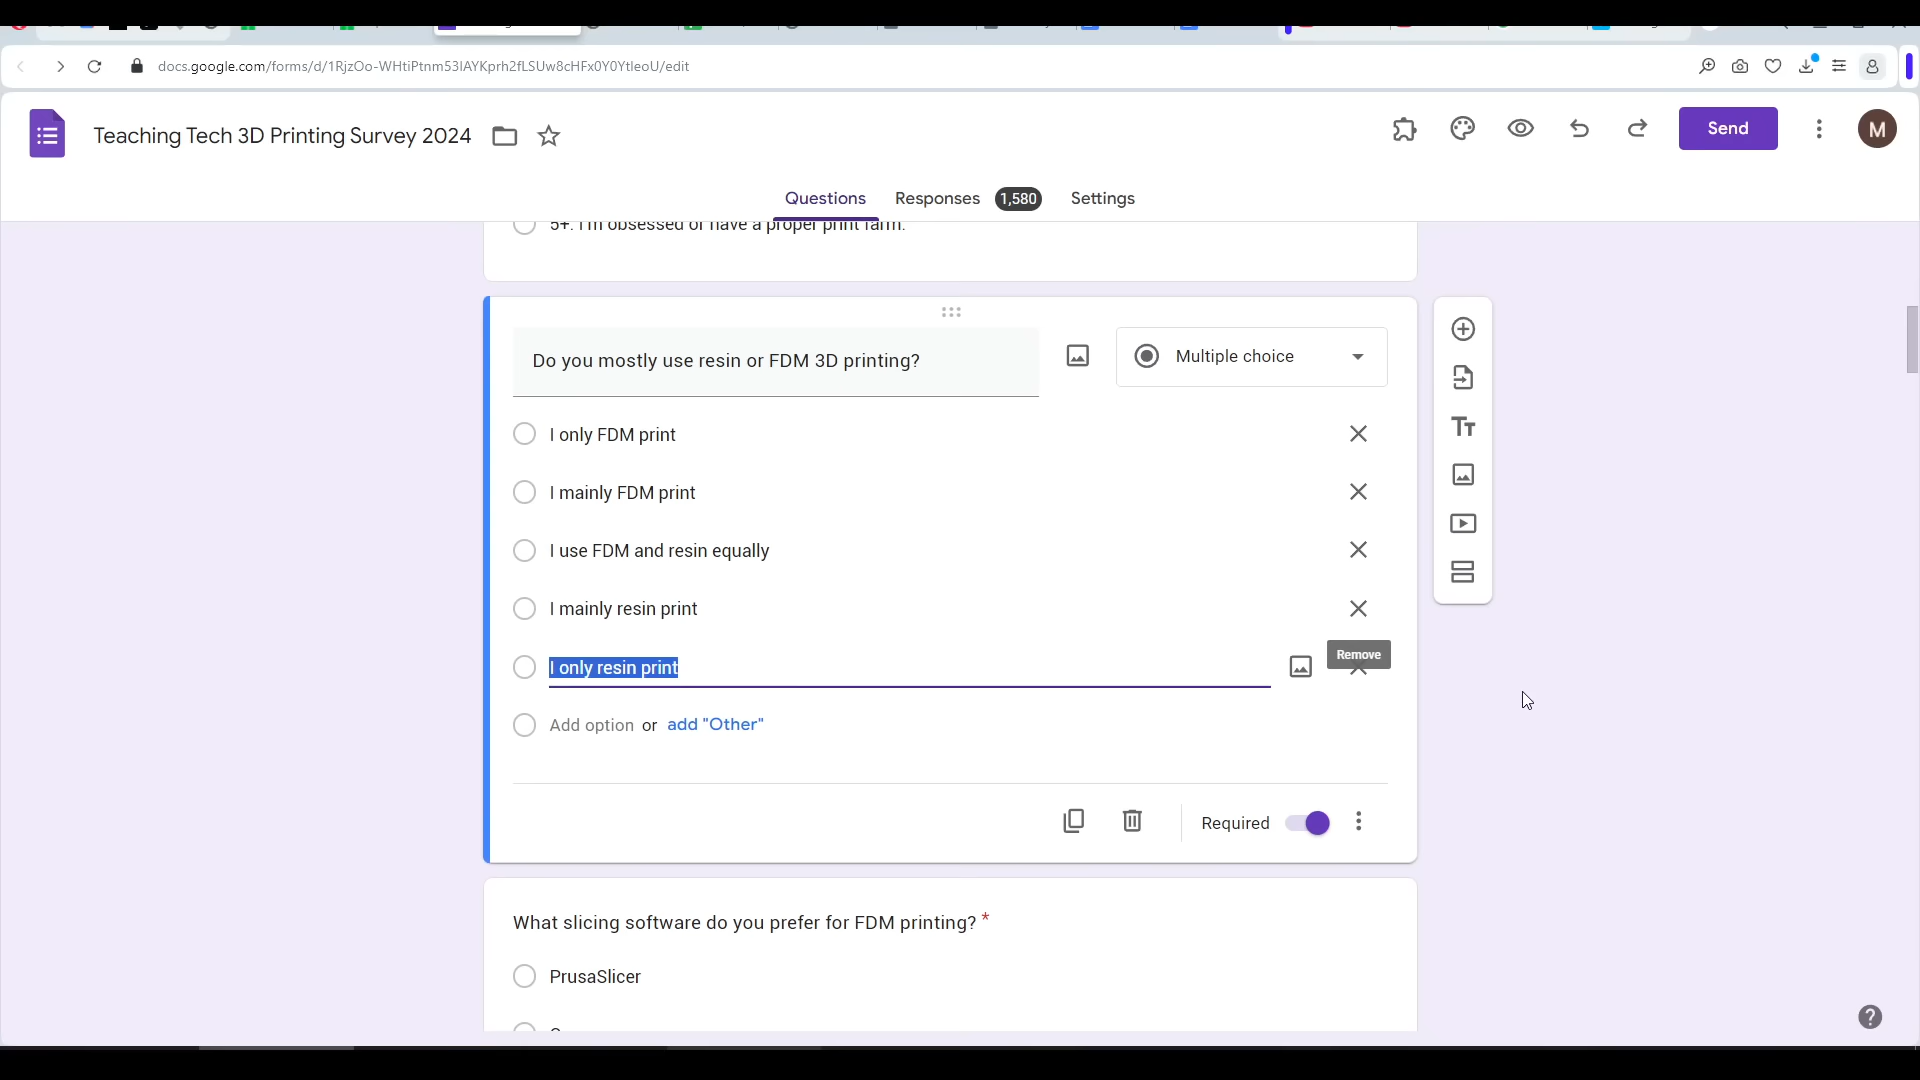 docs.google.com/forms/d/1RjzOo-WHtiPtnm53IAYKprh2fLSUw8cHFx0Y0YtIeoU/edit
Teaching Tech 3D Printing Survey 2024
Send
M
Questions Responses 1,580 Settings
5+. I'm obsessed or have a proper print farm.
Do you mostly use resin or FDM 3D printing?
Multiple choice
I only FDM print
I mainly FDM print
I use FDM and resin equally
I mainly resin print
Remove
I only resin print
Add option or add "Other"
Required
What slicing software do you prefer for FDM printing? *
PrusaSlicer